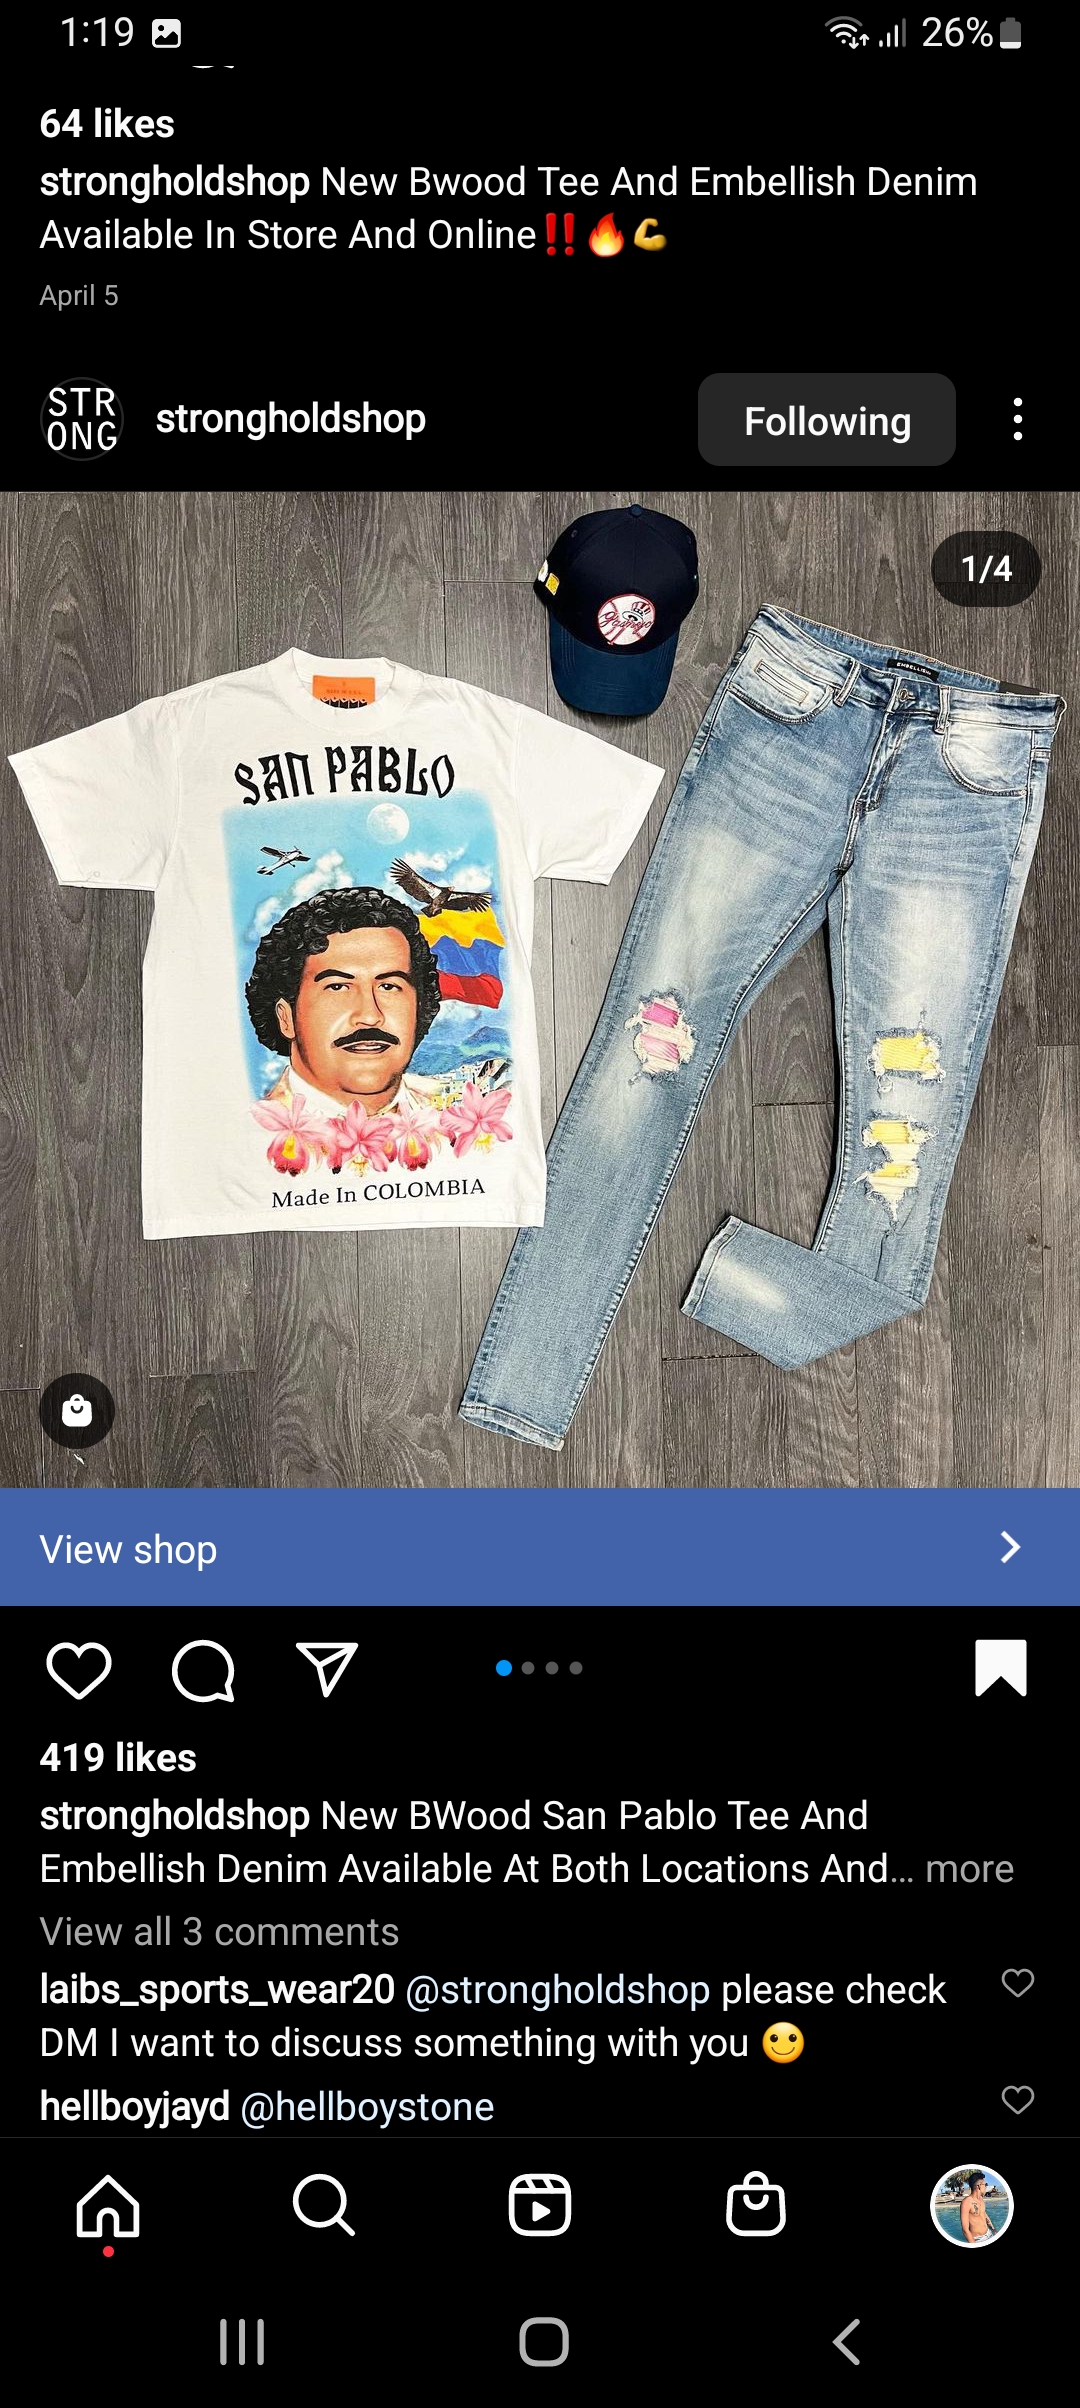 1:19
26%
64 likes
strongholdshop New Bwood Tee And Embellish Denim
Available In Store And Online‼️🔥💪
April 5
STR
ONG
strongholdshop
Following
1/4
EMBELLISH
SAN PABLO
Made In COLOMBIA
View shop
419 likes
strongholdshop New BWood San Pablo Tee And
Embellish Denim Available At Both Locations And... more
View all 3 comments
laibs_sports_wear20 @strongholdshop please check
DM I want to discuss something with you 🙂
hellboyjayd @hellboystone